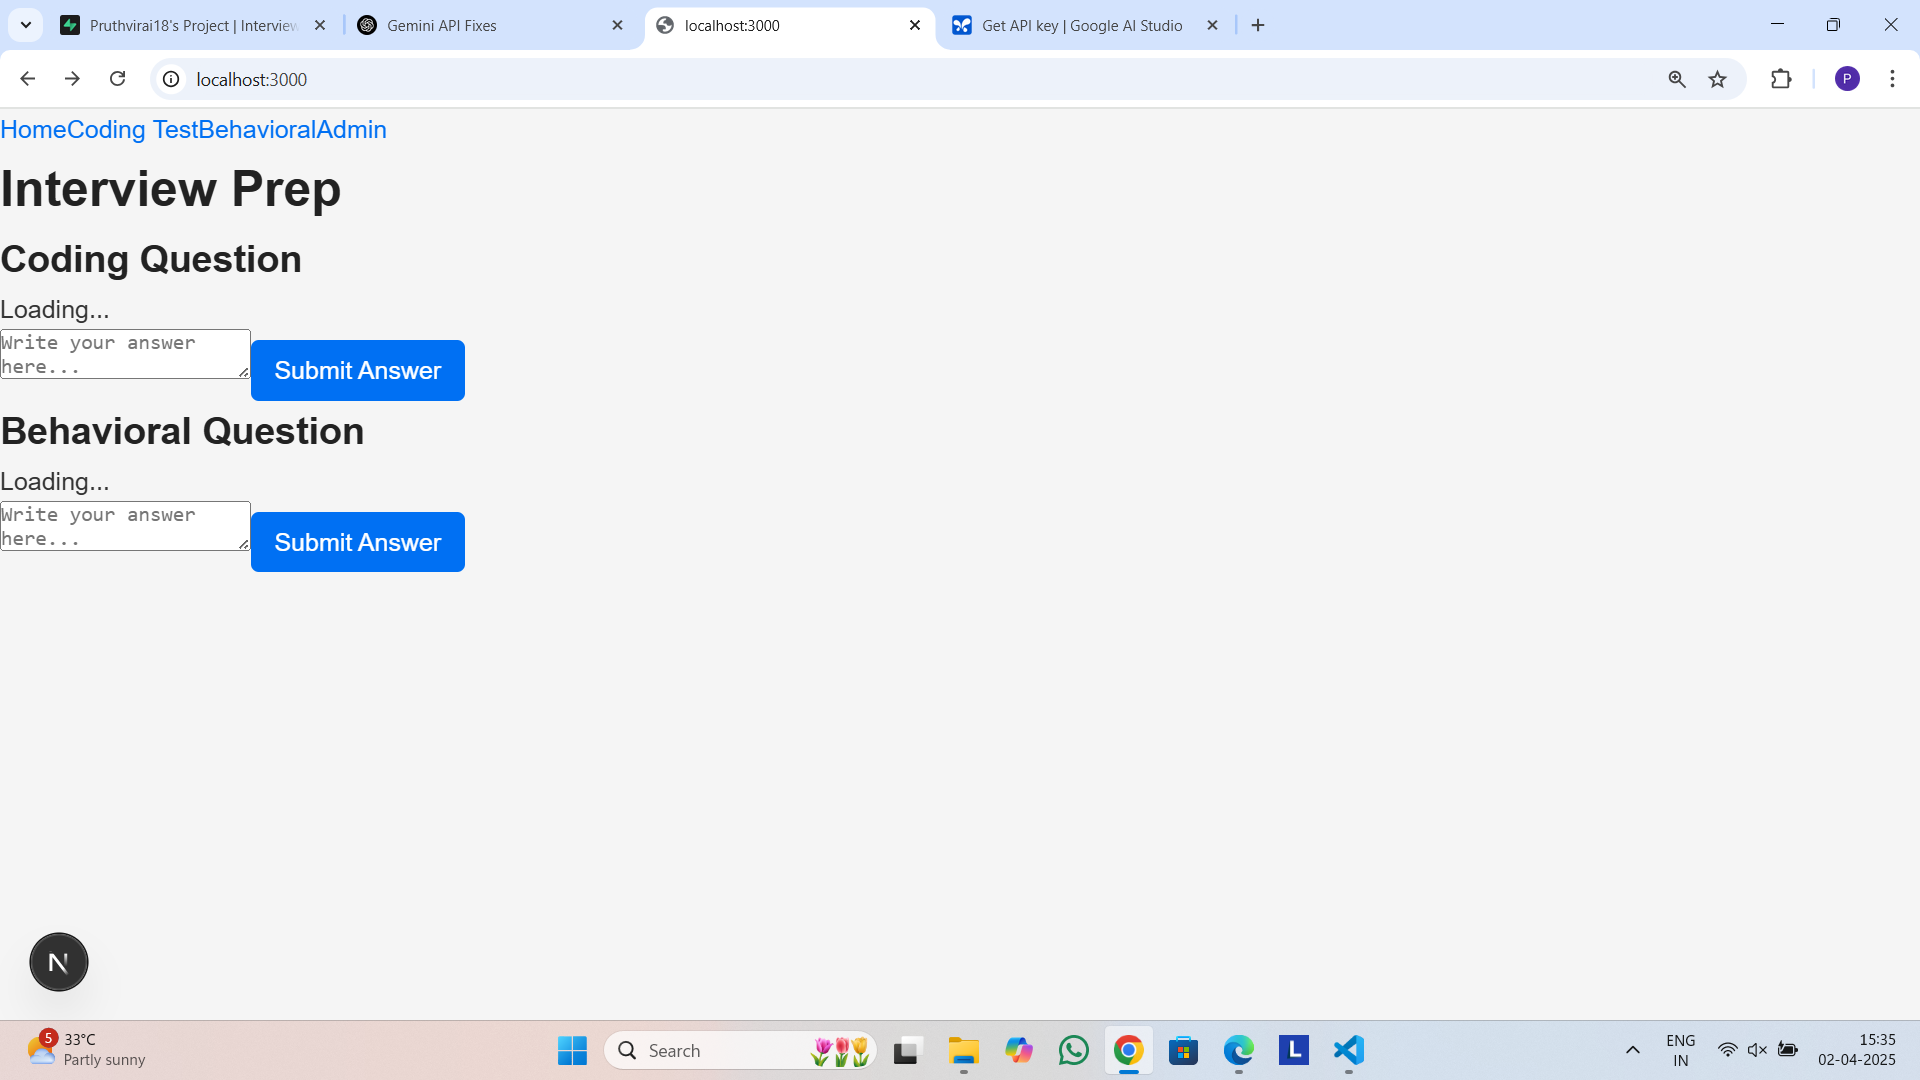 Pruthvirai18's Project | Interview
Gemini API Fixes
localhost:3000
Get API key | Google AI Studio
localhost:3000
P
HomeCoding TestBehavioralAdmin
Interview Prep
Coding Question
Loading...
Write your answer
here...
Submit Answer
Behavioral Question
Loading...
Write your answer
here...
Submit Answer
N
5
33°C
Partly sunny
Search
L
ENG
IN
15:35
02-04-2025